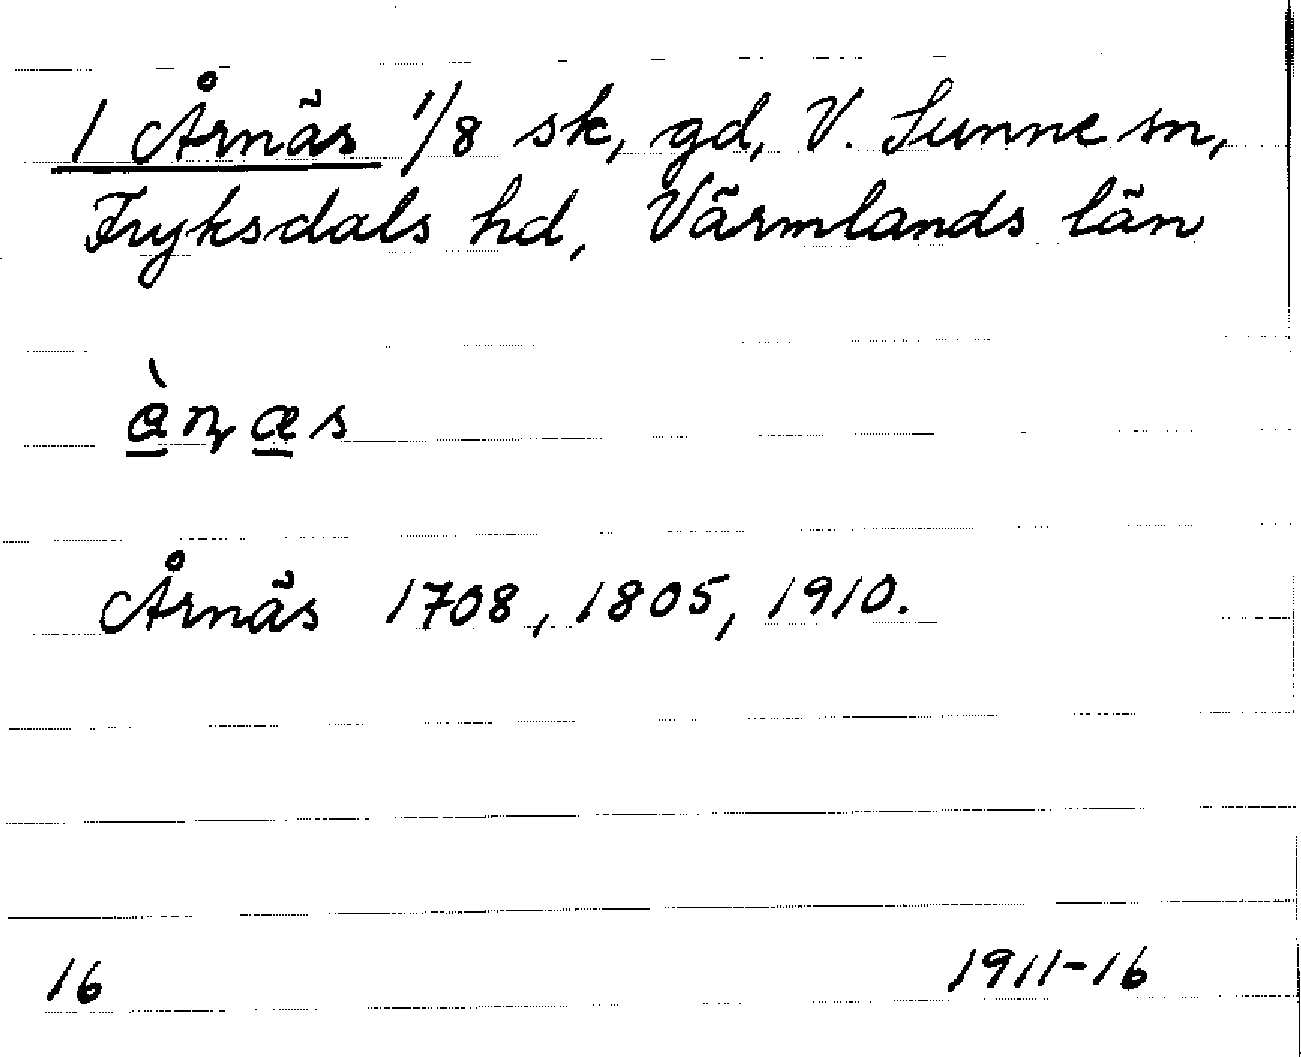 1 Årnäs 1/8 sk, gd, V. Sunne sn,
Fryksdals hd, Värmlands län
Årnäs 1708, 1805, 1910.
16 1911-16